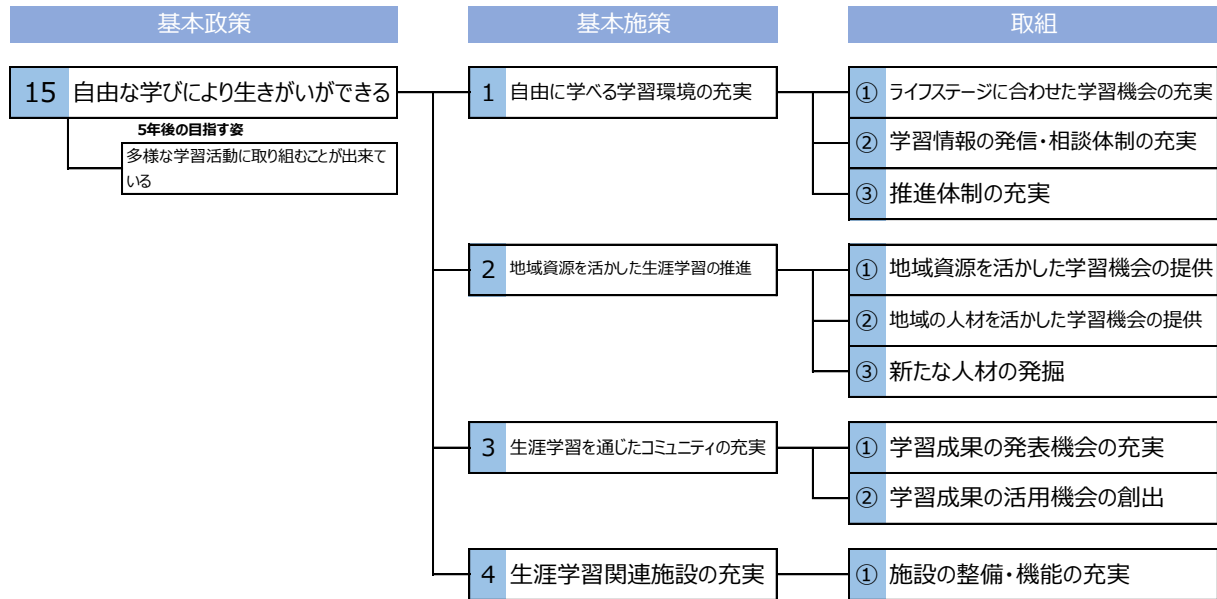 基本政策
基本施策
取組
15 自由な学びにより生きがいができる
5年後の目指す姿
多様な学習活動に取り組むことが出来て
いる
1 自由に学べる学習環境の充実
① ライフステージに合わせた学習機会の充実
② 学習情報の発信・相談体制の充実
③ 推進体制の充実
2 地域資源を活かした生涯学習の推進
① 地域資源を活かした学習機会の提供
② 地域の人材を活かした学習機会の提供
③ 新たな人材の発掘
3 生涯学習を通じたコミュニティの充実
① 学習成果の発表機会の充実
② 学習成果の活用機会の創出
4 生涯学習関連施設の充実
① 施設の整備・機能の充実